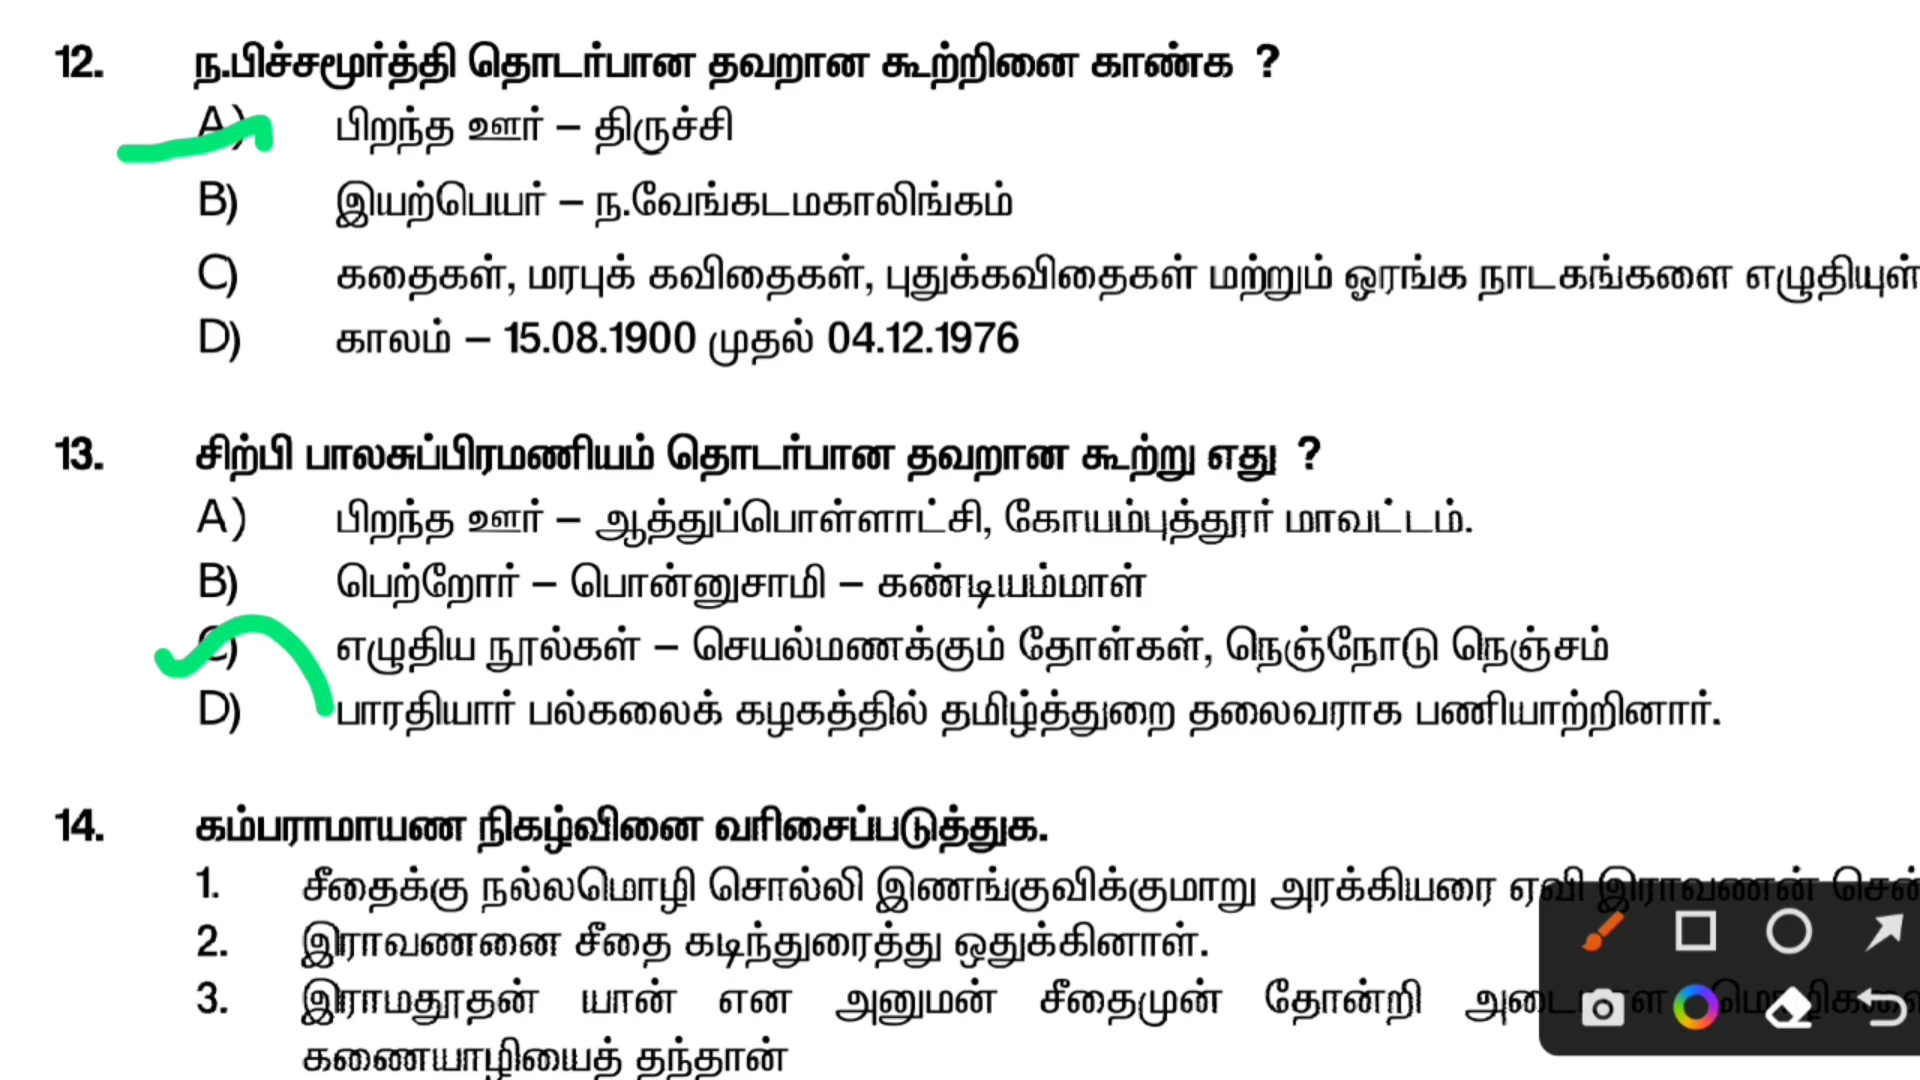 12. ந.பிச்சமூர்த்தி தொடர்பான தவறான கூற்றினை காண்க ?
A) பிறந்த ஊர் – திருச்சி
B) இயற்பெயர் – ந.வேங்கடமகாலிங்கம்
C) கதைகள், மரபுக் கவிதைகள், புதுக்கவிதைகள் மற்றும் ஓரங்க நாடகங்களை எழுதியுள்
D) காலம் – 15.08.1900 முதல் 04.12.1976
13. சிற்பி பாலசுப்பிரமணியம் தொடர்பான தவறான கூற்று எது ?
A) பிறந்த ஊர் – ஆத்துப்பொள்ளாட்சி, கோயம்புத்தூர் மாவட்டம்.
B) பெற்றோர் – பொன்னுசாமி – கண்டியம்மாள்
C) எழுதிய நூல்கள் – செயல்மணக்கும் தோள்கள், நெஞ்நோடு நெஞ்சம்
D) பாரதியார் பல்கலைக் கழகத்தில் தமிழ்த்துறை தலைவராக பணியாற்றினார்.
14. கம்பராமாயண நிகழ்வினை வரிசைப்படுத்துக.
1. சீதைக்கு நல்லமொழி சொல்லி இணங்குவிக்குமாறு அரக்கியரை ஏவி இராவணன் சென்
2. இராவணனை சீதை கடிந்துரைத்து ஒதுக்கினாள்.
3. இராமதூதன் யான் என அனுமன் சீதைமுன் தோன்றி
கணையாழியைத் தந்தான்